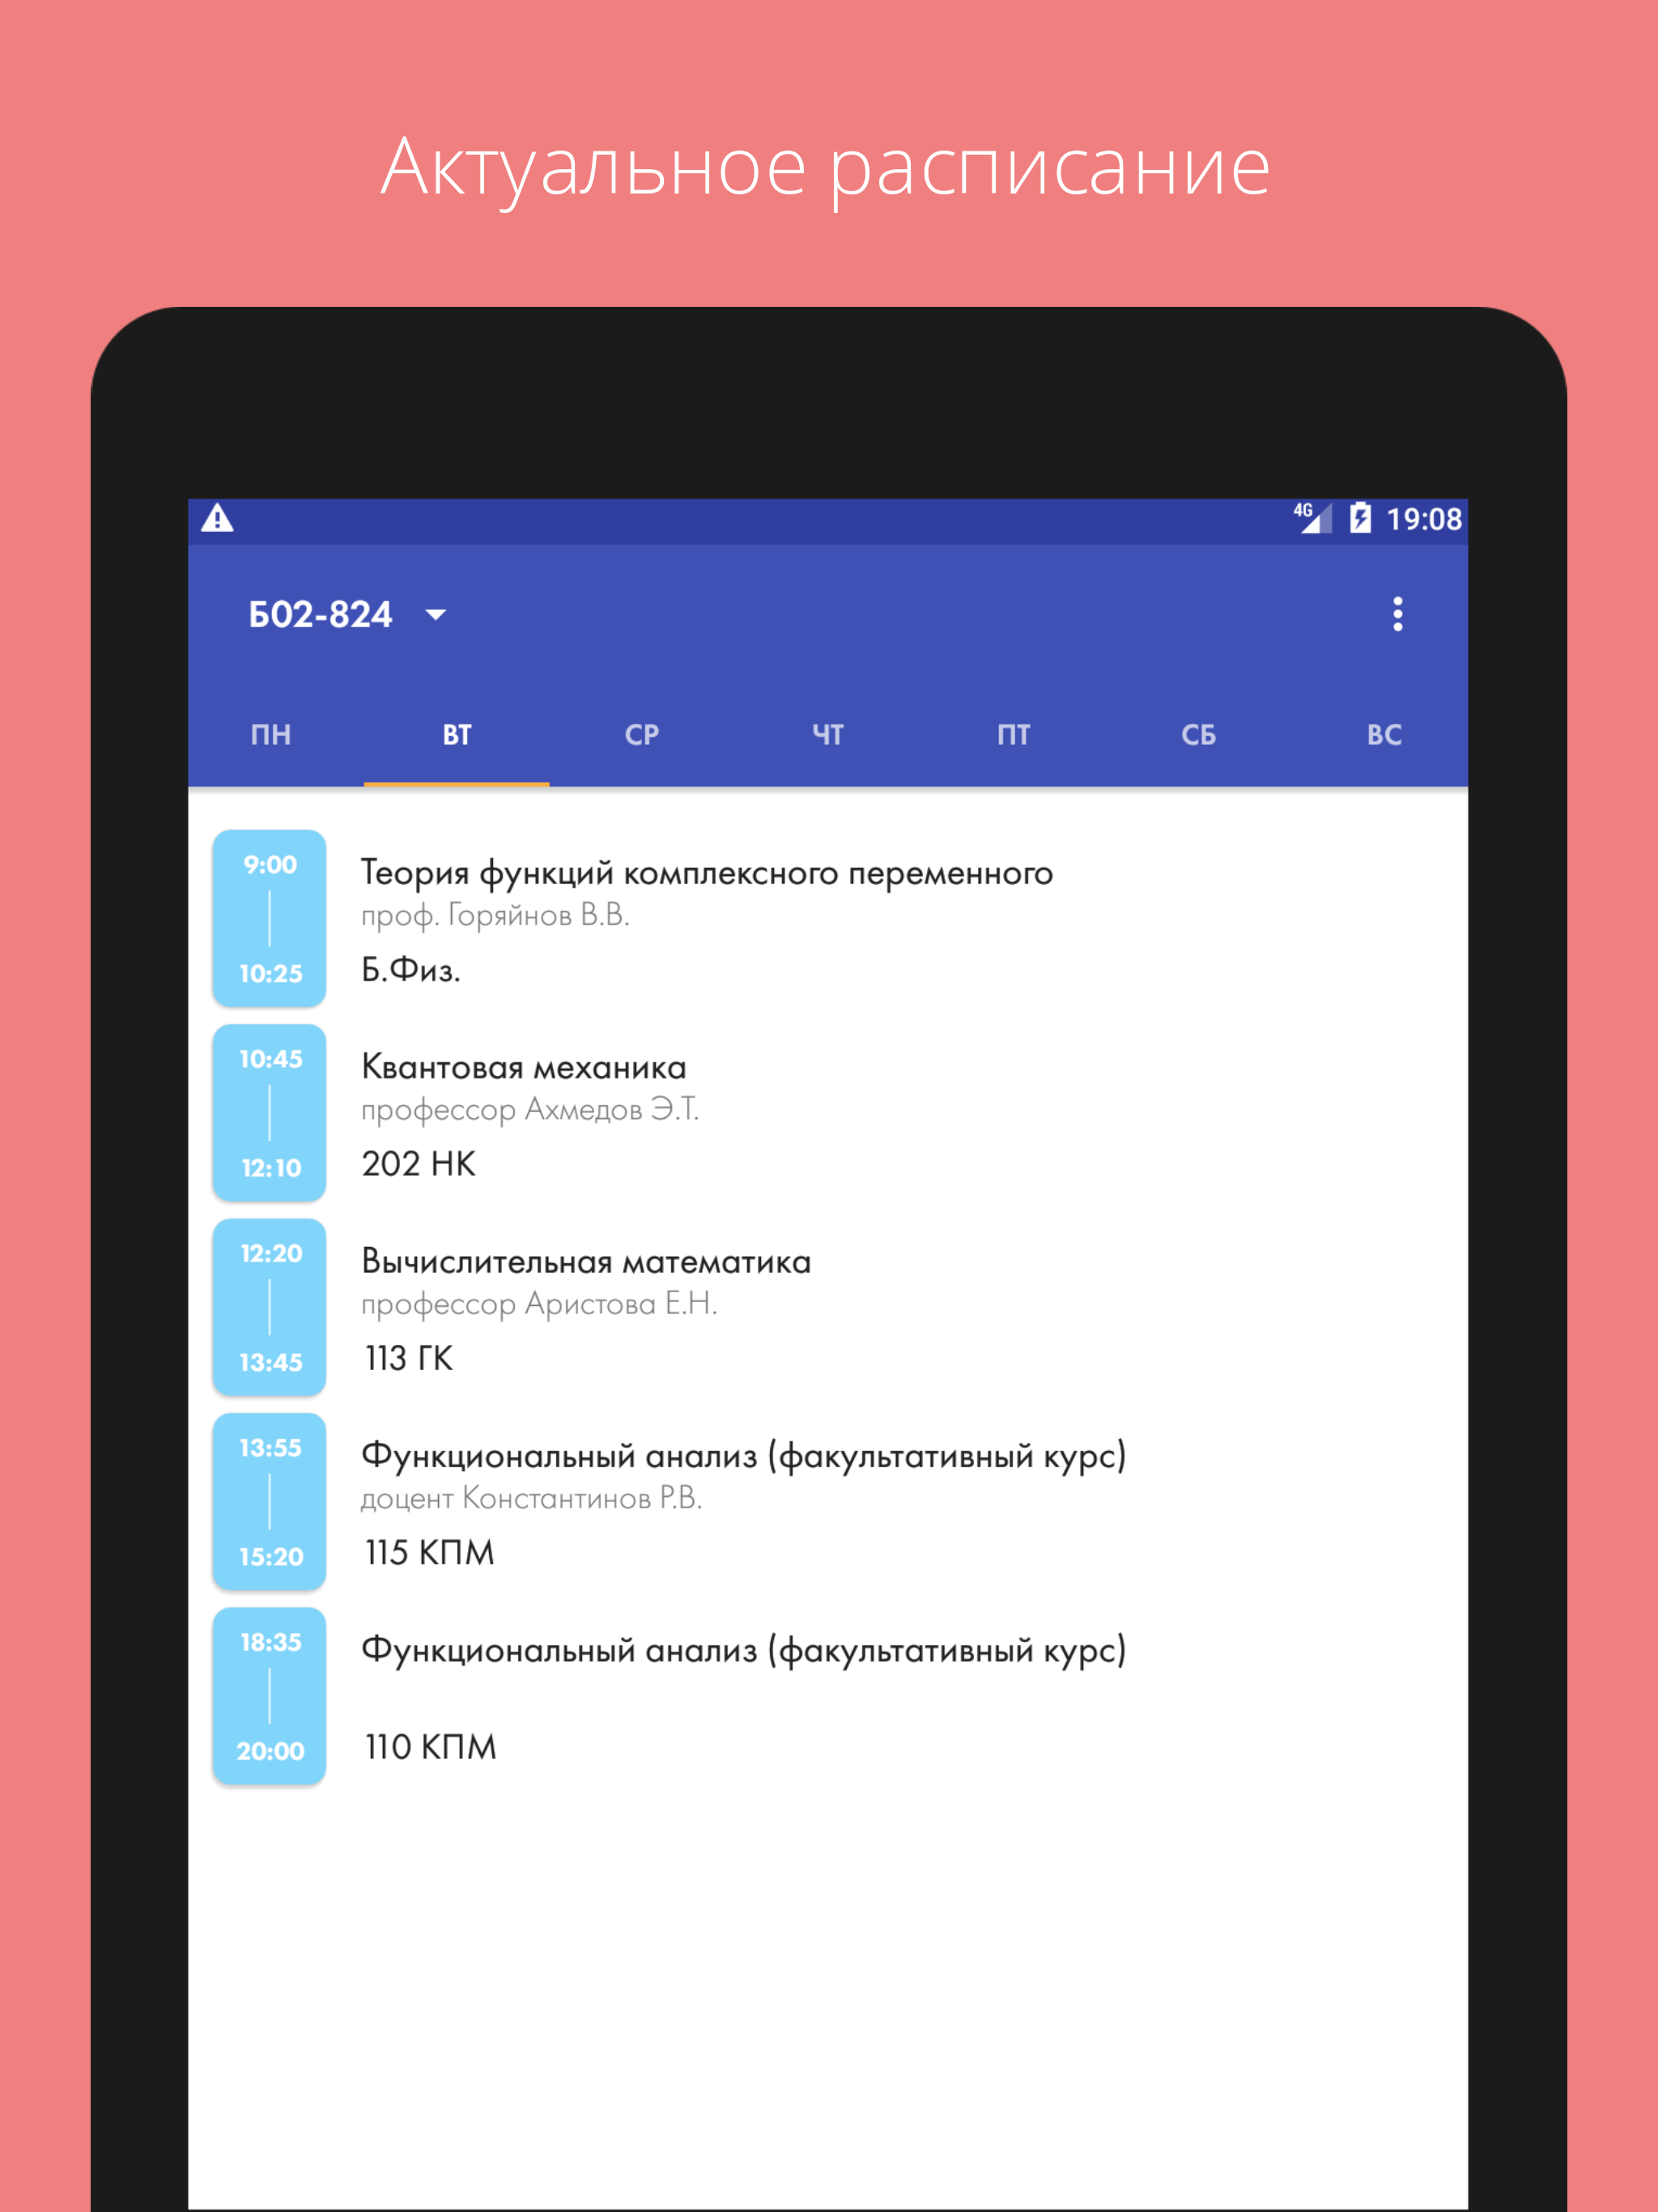 Актуальное расписание
4G 19:08
Б02-824
ПН ВТ СР ЧТ ПТ СБ ВС
9:00
Теория функций комплексного переменного
проф. Горяйнов В.В.
10:25
Б.Физ.
10:45
Квантовая механика
профессор Ахмедов Э.Т.
12:10
202 НК
12:20
Вычислительная математика
профессор Аристова Е.Н.
13:45
113 ГК
13:55
Функциональный анализ (факультативный курс)
доцент Константинов Р.В.
15:20
115 КПМ
18:35
Функциональный анализ (факультативный курс)
20:00
110 КПМ